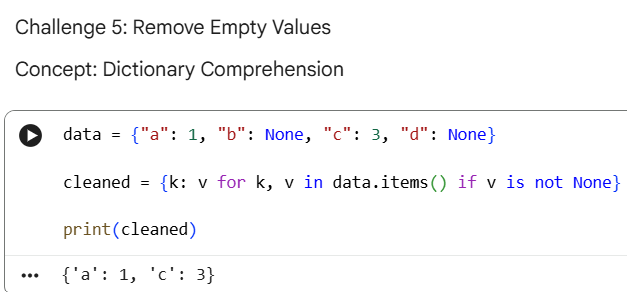 Challenge 5: Remove Empty Values
Concept: Dictionary Comprehension
data = {"a": 1, "b": None, "c": 3, "d": None}
cleaned = {k: v for k, v in data.items() if v is not None}
print(cleaned)
{'a': 1, 'c': 3}